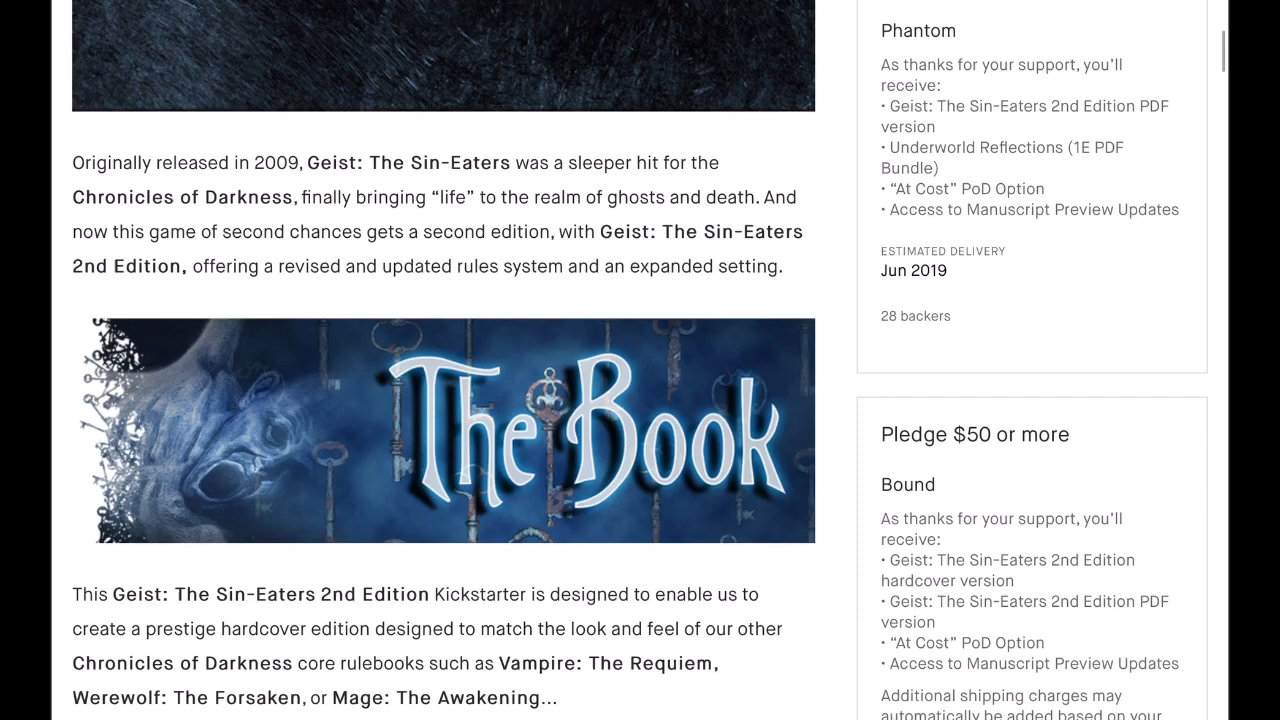 Originally released in 2009, Geist: The Sin-Eaters was a sleeper hit for the
Chronicles of Darkness, finally bringing “life” to the realm of ghosts and death. And
now this game of second chances gets a second edition, with Geist: The Sin-Eaters
2nd Edition, offering a revised and updated rules system and an expanded setting.
The Book
This Geist: The Sin-Eaters 2nd Edition Kickstarter is designed to enable us to
create a prestige hardcover edition designed to match the look and feel of our other
Chronicles of Darkness core rulebooks such as Vampire: The Requiem,
Werewolf: The Forsaken, or Mage: The Awakening...
Phantom
As thanks for your support, you’ll
receive:
• Geist: The Sin-Eaters 2nd Edition PDF
version
• Underworld Reflections (1E PDF
Bundle)
• “At Cost” PoD Option
• Access to Manuscript Preview Updates
ESTIMATED DELIVERY
Jun 2019
28 backers
Pledge $50 or more
Bound
As thanks for your support, you’ll
receive:
• Geist: The Sin-Eaters 2nd Edition
hardcover version
• Geist: The Sin-Eaters 2nd Edition PDF
version
• “At Cost” PoD Option
• Access to Manuscript Preview Updates
Additional shipping charges may
automatically be added based on your